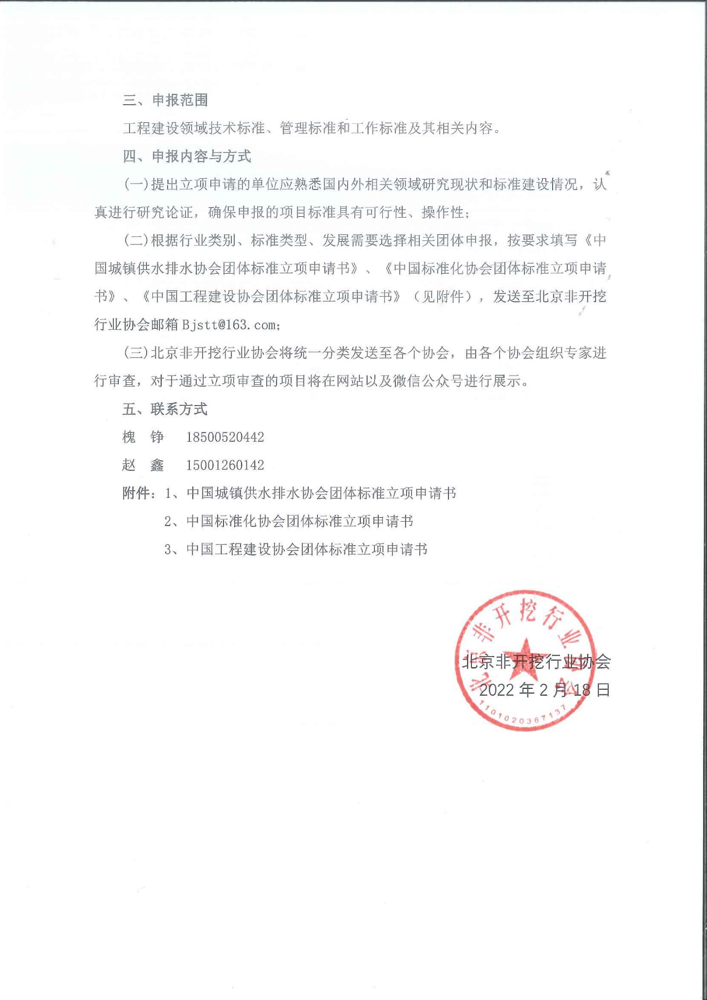 三、申报范围
工程建设领域技术标准、管理标准和工作标准及其相关内容。
四、申报内容与方式
(一)提出立项申请的单位应熟悉国内外相关领域研究现状和标准建设情况，认
真进行研究论证，确保申报的项目标准具有可行性、操作性；
(二)根据行业类别、标准类型、发展需要选择相关团体申报，按要求填写《中
国城镇供水排水协会团体标准立项申请书》、《中国标准化协会团体标准立项申请
书》、《中国工程建设协会团体标准立项申请书》（见附件），发送至北京非开挖
行业协会邮箱 Bjstt@163.com；
(三)北京非开挖行业协会将统一分类发送至各个协会，由各个协会组织专家进
行审查，对于通过立项审查的项目将在网站以及微信公众号进行展示。
五、联系方式
槐 铮 18500520442
赵 鑫 15001260142
附件：1、中国城镇供水排水协会团体标准立项申请书
2、中国标准化协会团体标准立项申请书
3、中国工程建设协会团体标准立项申请书
北京非开挖行业协会
北京非开挖行业协会
2022 年 2 月 18 日
1101020367137